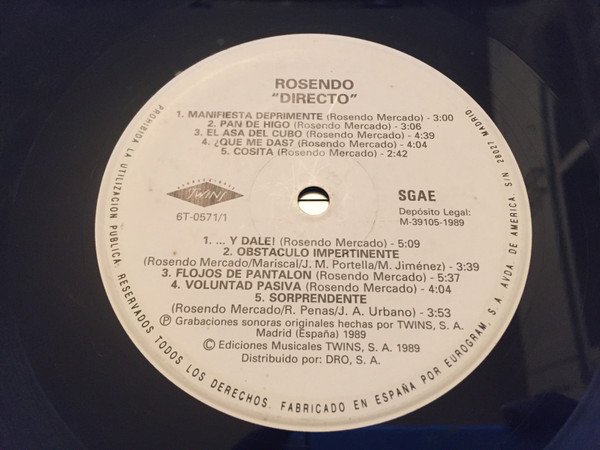 ROSENDO
"DIRECTO"
1. MANIFIESTA DEPRIMENTE (Rosendo Mercado) - 3:00
2. PAN DE HIGO (Rosendo Mercado) - 3:06
3. EL ASA DEL CUBO (Rosendo Mercado) - 4:39
4. ¿QUE ME DAS? (Rosendo Mercado) - 4:04
5. COSITA (Rosendo Mercado) - 2:42
TWINS
6T-0571/1
SGAE
Depósito Legal:
M-39105-1989
1. ... Y DALE! (Rosendo Mercado) - 5:09
2. OBSTACULO IMPERTINENTE
(Rosendo Mercado/Mariscal/J. M. Portella/M. Jiménez) - 3:39
3. FLOJOS DE PANTALON (Rosendo Mercado) - 5:37
4. VOLUNTAD PASIVA (Rosendo Mercado) - 4:04
5. SORPRENDENTE
(Rosendo Mercado/R. Penas/J. A. Urbano) - 3:53
Ⓟ Grabaciones sonoras originales hechas por TWINS, S. A.
Madrid (España) 1989
© Ediciones Musicales TWINS, S. A. 1989
Distribuido por: DRO, S. A.
PROHIBIDA LA UTILIZACION PUBLICA. RESERVADOS TODOS LOS DERECHOS. FABRICADO EN ESPAÑA POR EUROGRAM, S. A. AVDA. DE AMERICA, S/N 28027 MADRID